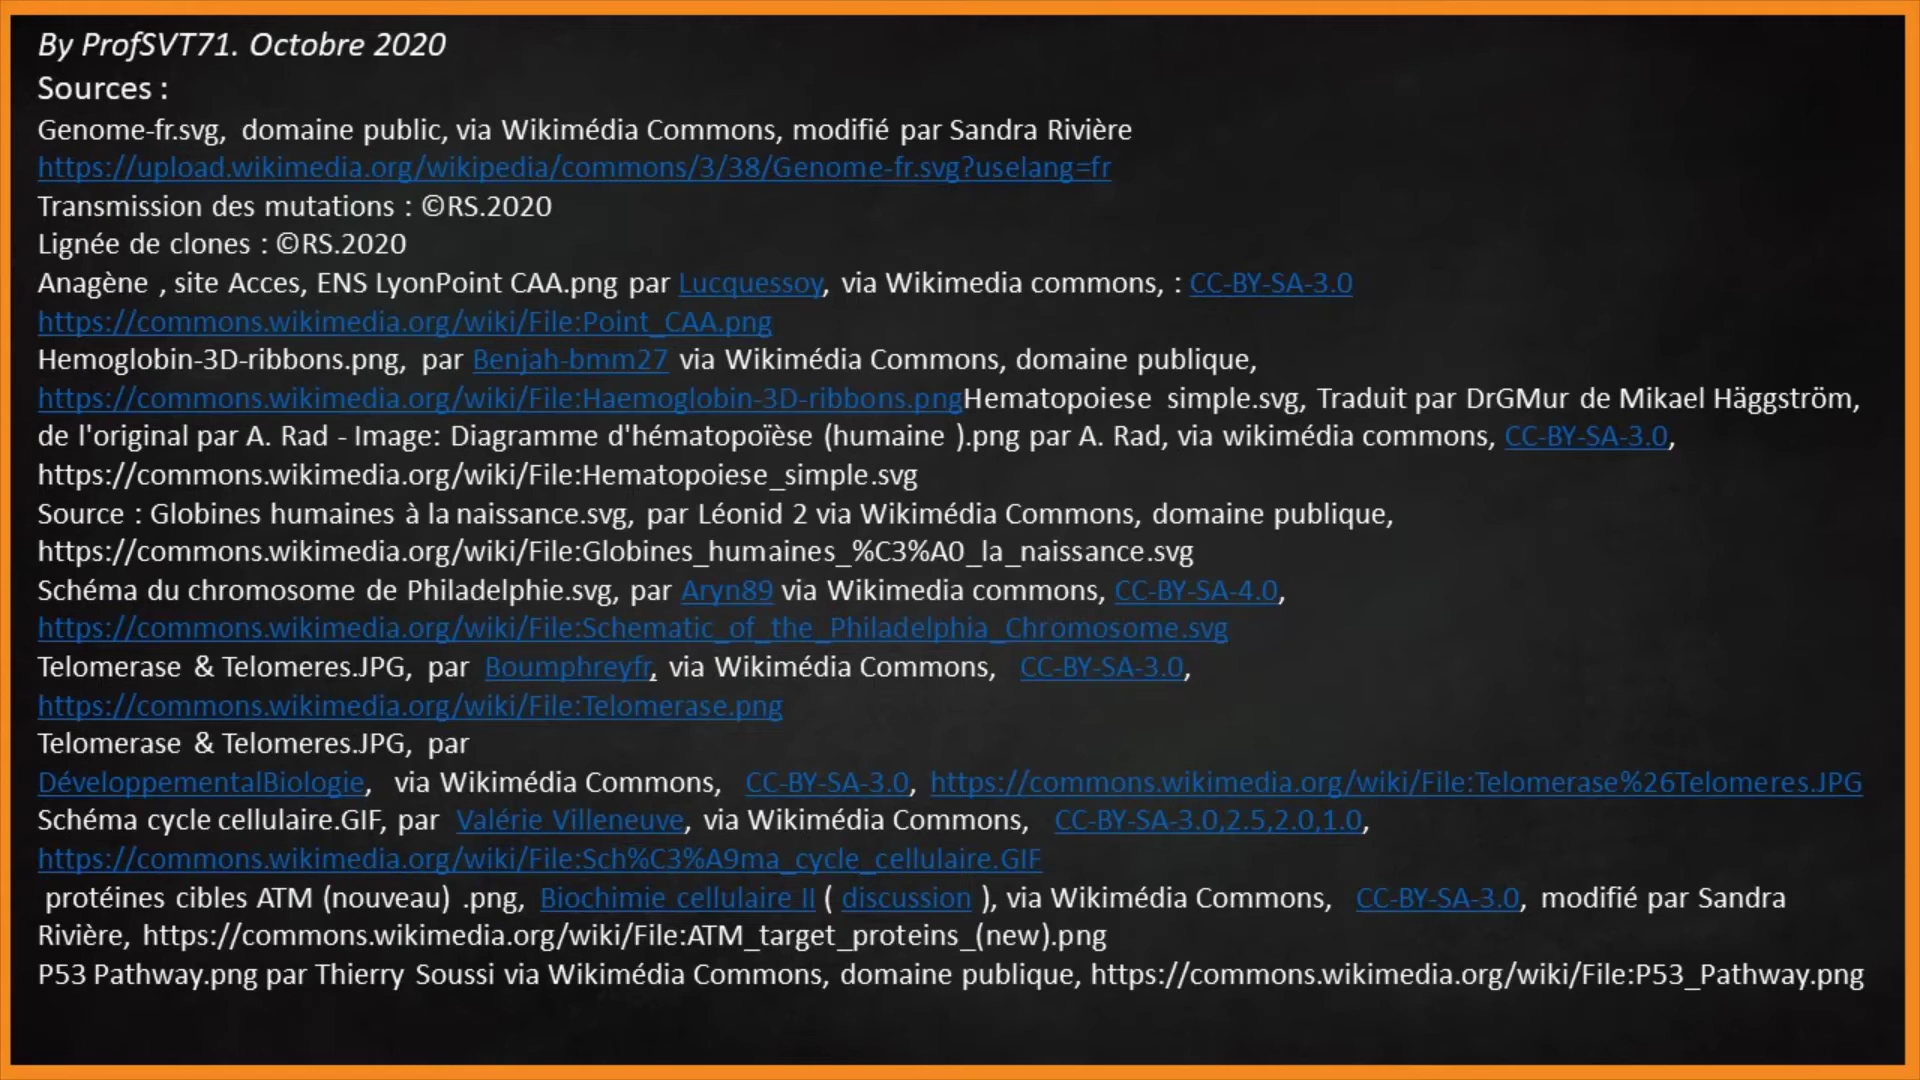 By ProfSVT71. Octobre 2020
Sources :
Genome-fr.svg, domaine public, via Wikimédia Commons, modifié par Sandra Rivière
https://upload.wikimedia.org/wikipedia/commons/3/38/Genome-fr.svg?uselang=fr
Transmission des mutations : ©RS.2020
Lignée de clones : ©RS.2020
Anagène , site Acces, ENS LyonPoint CAA.png par Lucquessoy, via Wikimedia commons, : CC-BY-SA-3.0
https://commons.wikimedia.org/wiki/File:Point_CAA.png
Hemoglobin-3D-ribbons.png, par Benjah-bmm27 via Wikimédia Commons, domaine publique,
https://commons.wikimedia.org/wiki/File:Haemoglobin-3D-ribbons.pngHematopoiese simple.svg, Traduit par DrGMur de Mikael Häggström,
de l'original par A. Rad - Image: Diagramme d'hématopoïèse (humaine ).png par A. Rad, via wikimédia commons, CC-BY-SA-3.0,
https://commons.wikimedia.org/wiki/File:Hematopoiese_simple.svg
Source : Globines humaines à la naissance.svg, par Léonid 2 via Wikimédia Commons, domaine publique,
https://commons.wikimedia.org/wiki/File:Globines_humaines_%C3%A0_la_naissance.svg
Schéma du chromosome de Philadelphie.svg, par Aryn89 via Wikimedia commons, CC-BY-SA-4.0,
https://commons.wikimedia.org/wiki/File:Schematic_of_the_Philadelphia_Chromosome.svg
Telomerase & Telomeres.JPG, par Boumphreyfr, via Wikimédia Commons, CC-BY-SA-3.0,
https://commons.wikimedia.org/wiki/File:Telomerase.png
Telomerase & Telomeres.JPG, par
DéveloppementalBiologie, via Wikimédia Commons, CC-BY-SA-3.0, https://commons.wikimedia.org/wiki/File:Telomerase%26Telomeres.JPG
Schéma cycle cellulaire.GIF, par Valérie Villeneuve, via Wikimédia Commons, CC-BY-SA-3.0,2.5,2.0,1.0,
https://commons.wikimedia.org/wiki/File:Sch%C3%A9ma_cycle_cellulaire.GIF
protéines cibles ATM (nouveau) .png, Biochimie cellulaire II ( discussion ), via Wikimédia Commons, CC-BY-SA-3.0, modifié par Sandra
Rivière, https://commons.wikimedia.org/wiki/File:ATM_target_proteins_(new).png
P53 Pathway.png par Thierry Soussi via Wikimédia Commons, domaine publique, https://commons.wikimedia.org/wiki/File:P53_Pathway.png